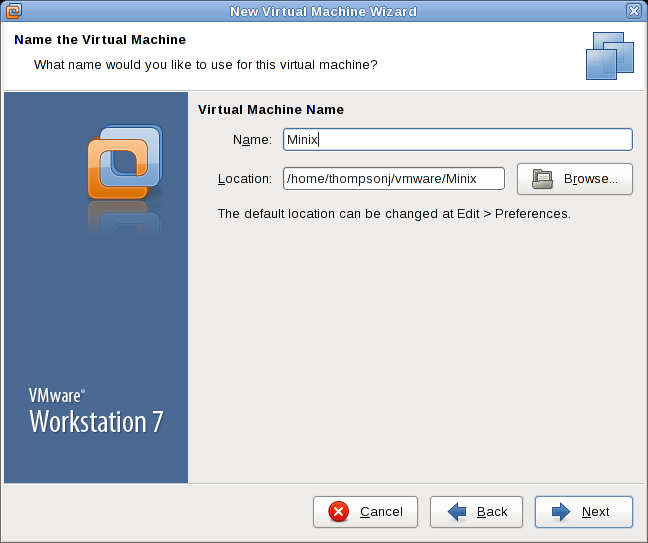 New Virtual Machine Wizard
Name the Virtual Machine
What name would you like to use for this virtual machine?
Virtual Machine Name
Name: Minix
Location: /home/thompsonj/vmware/Minix Browse...
The default location can be changed at Edit > Preferences.
VMware®
Workstation 7
Cancel Back Next